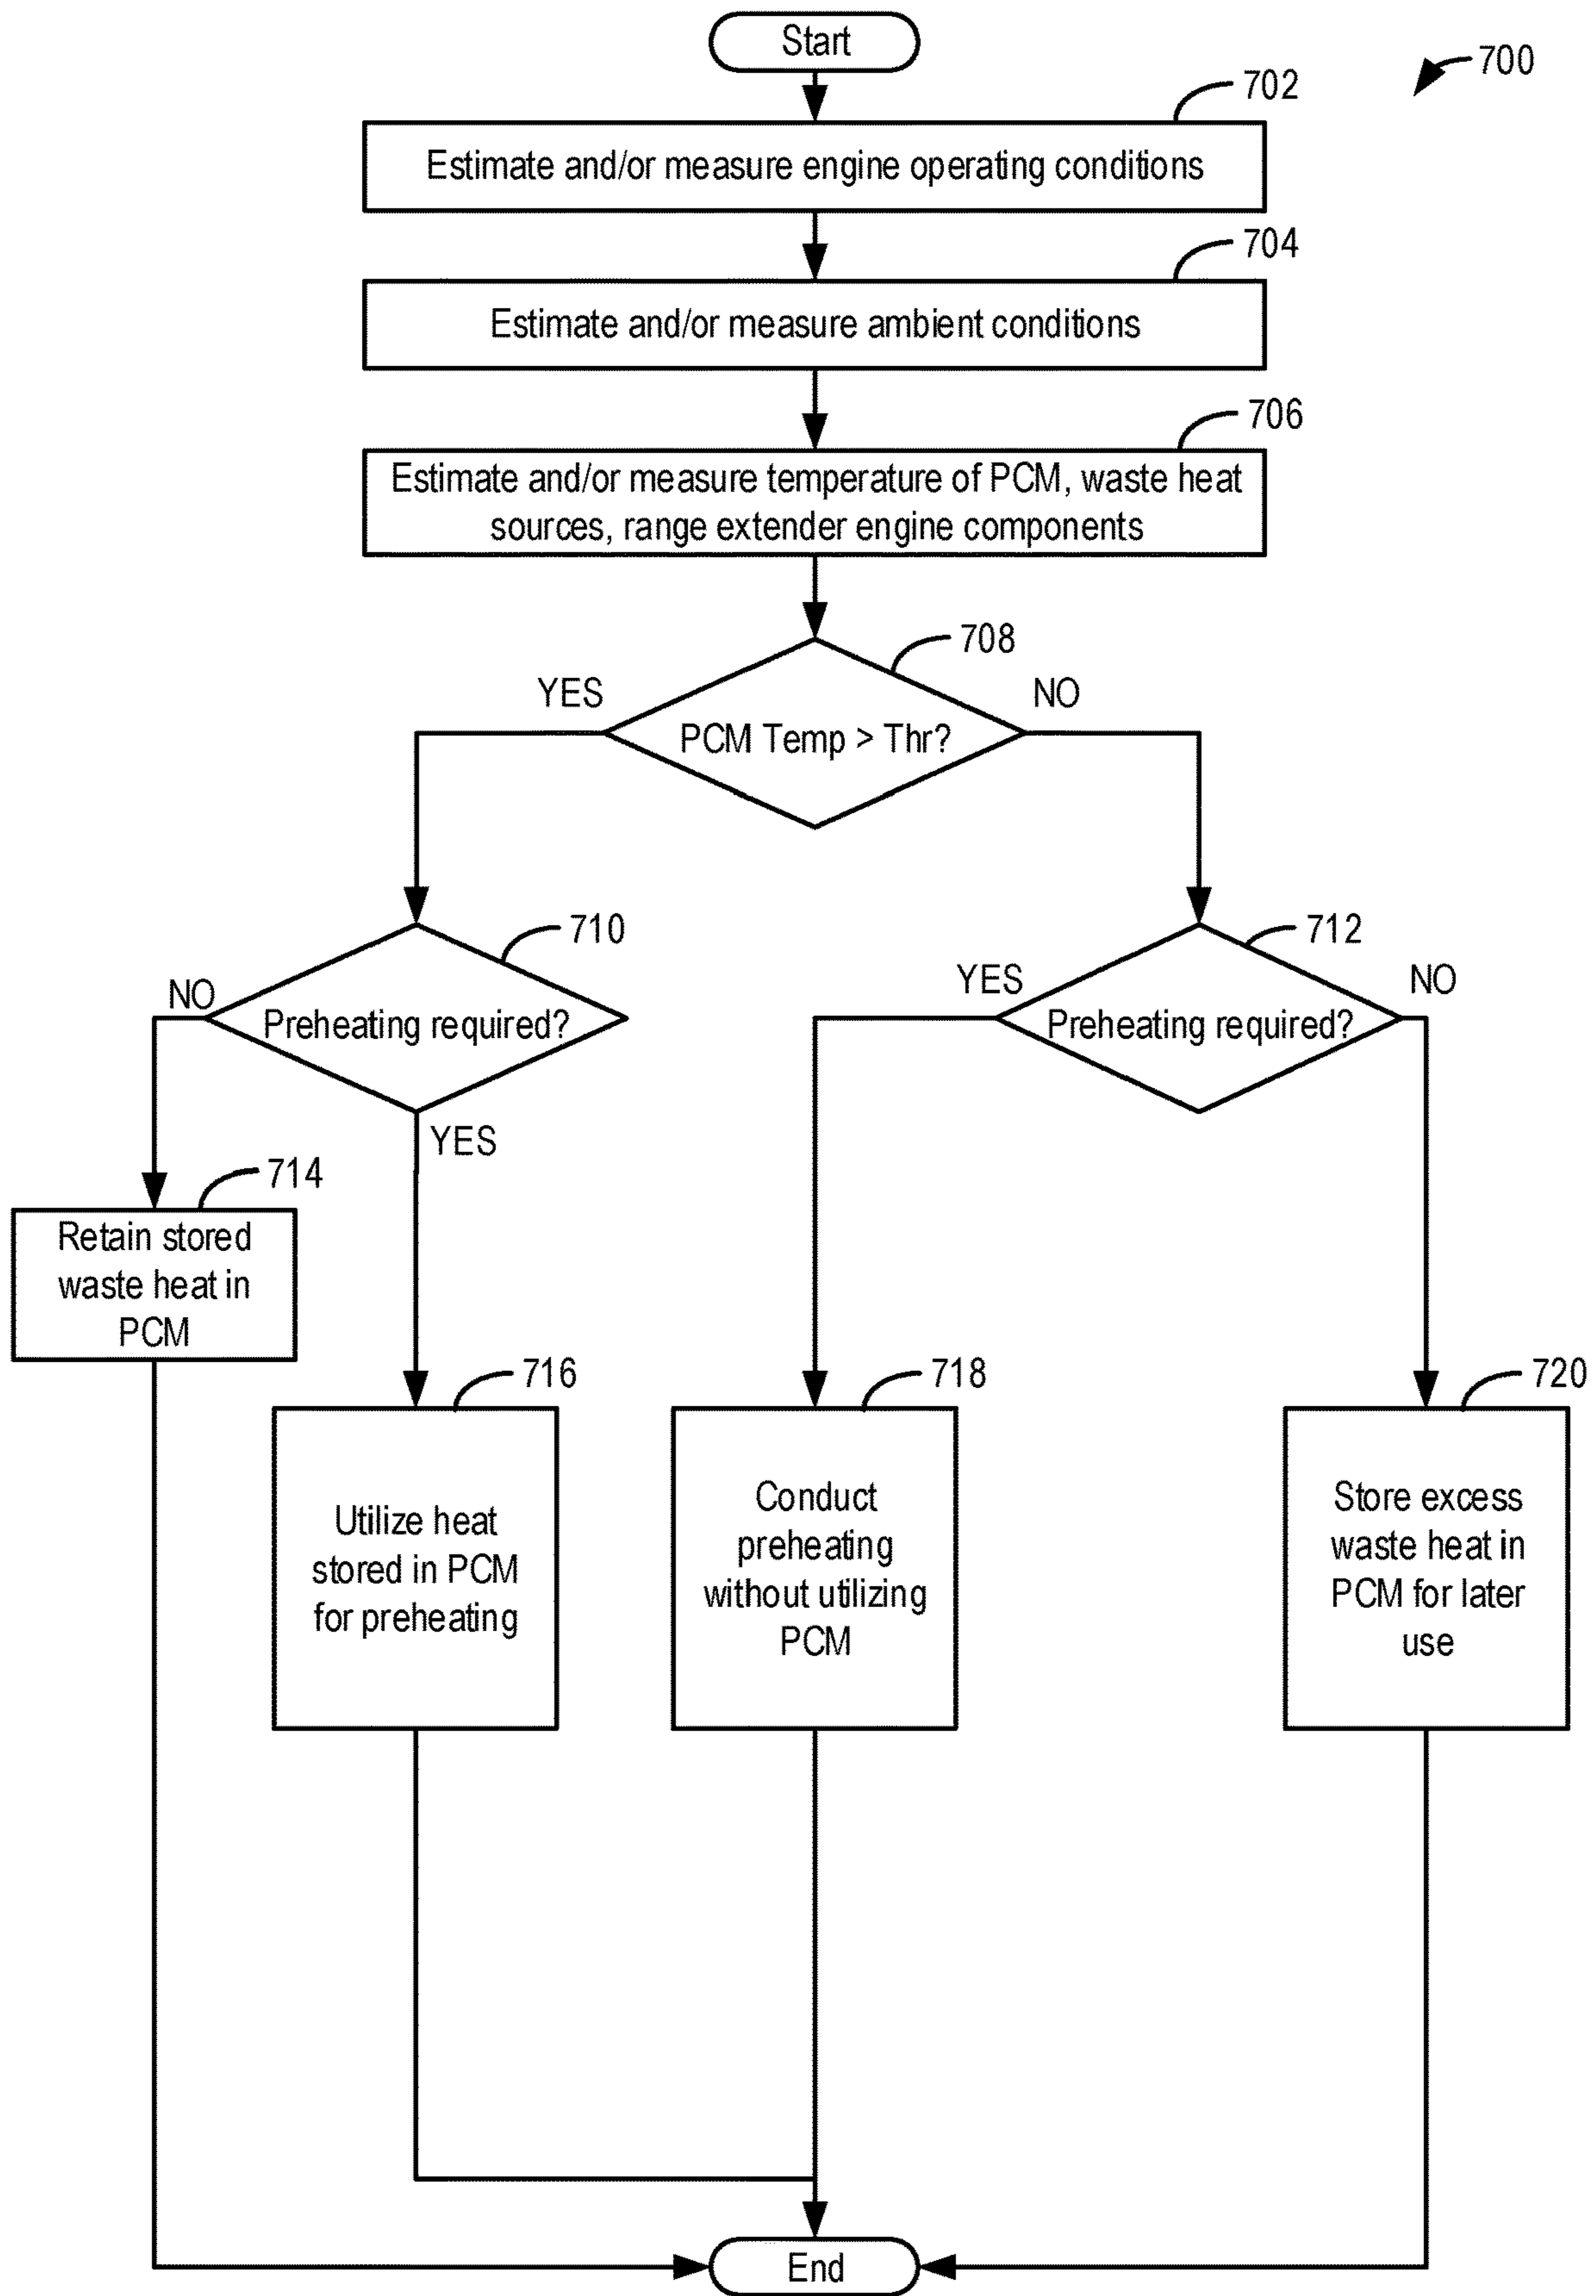 Start
700
702
Estimate and/or measure engine operating conditions
704
Estimate and/or measure ambient conditions
706
Estimate and/or measure temperature of PCM, waste heat
sources, range extender engine components
708
YES
NO
PCM Temp > Thr?
710
712
NO
Preheating required?
YES
YES
Preheating required?
NO
714
Retain stored
waste heat in
PCM
716
Utilize heat
stored in PCM
for preheating
718
Conduct
preheating
without utilizing
PCM
720
Store excess
waste heat in
PCM for later
use
End